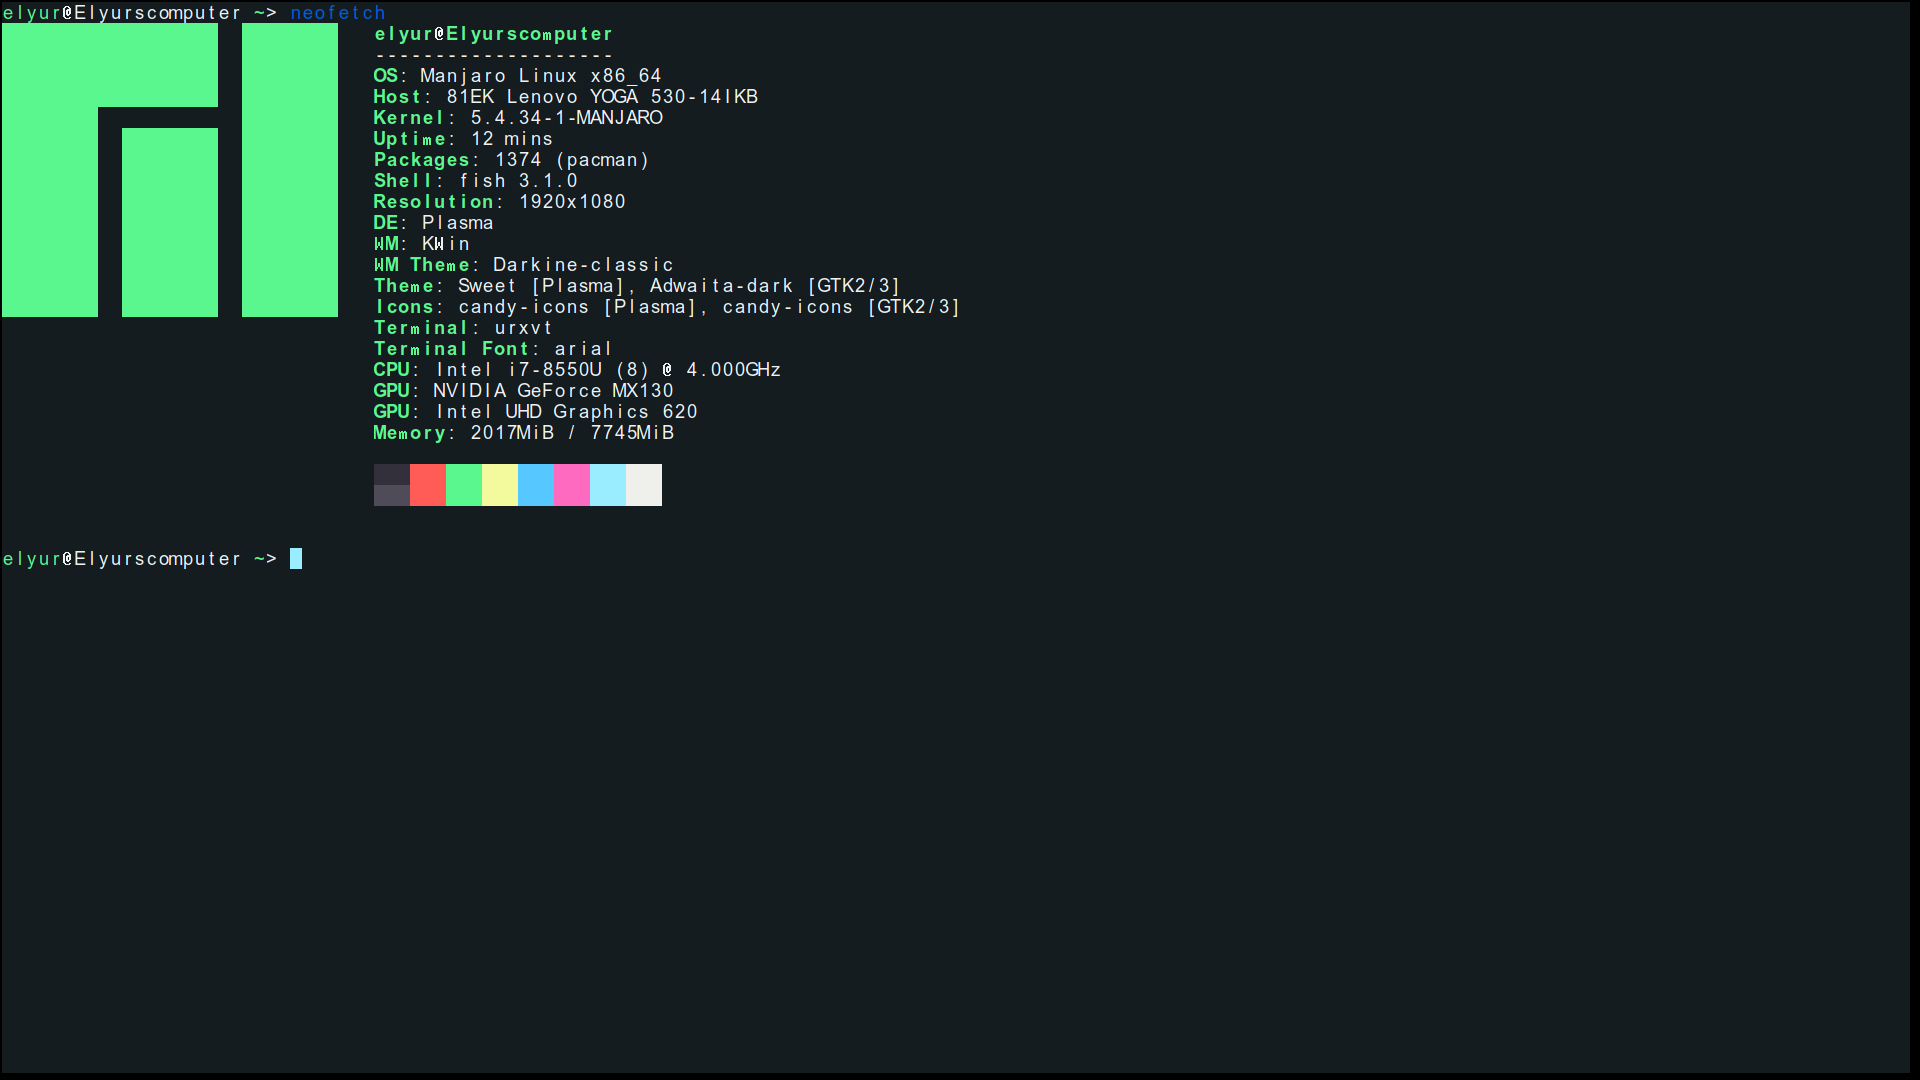 elyur@Elyurscomputer ~> neofetch
elyur@Elyurscomputer
--------------------
OS: Manjaro Linux x86_64
Host: 81EK Lenovo YOGA 530-14IKB
Kernel: 5.4.34-1-MANJARO
Uptime: 12 mins
Packages: 1374 (pacman)
Shell: fish 3.1.0
Resolution: 1920x1080
DE: Plasma
WM: KWin
WM Theme: Darkine-classic
Theme: Sweet [Plasma], Adwaita-dark [GTK2/3]
Icons: candy-icons [Plasma], candy-icons [GTK2/3]
Terminal: urxvt
Terminal Font: arial
CPU: Intel i7-8550U (8) @ 4.000GHz
GPU: NVIDIA GeForce MX130
GPU: Intel UHD Graphics 620
Memory: 2017MiB / 7745MiB
elyur@Elyurscomputer ~>